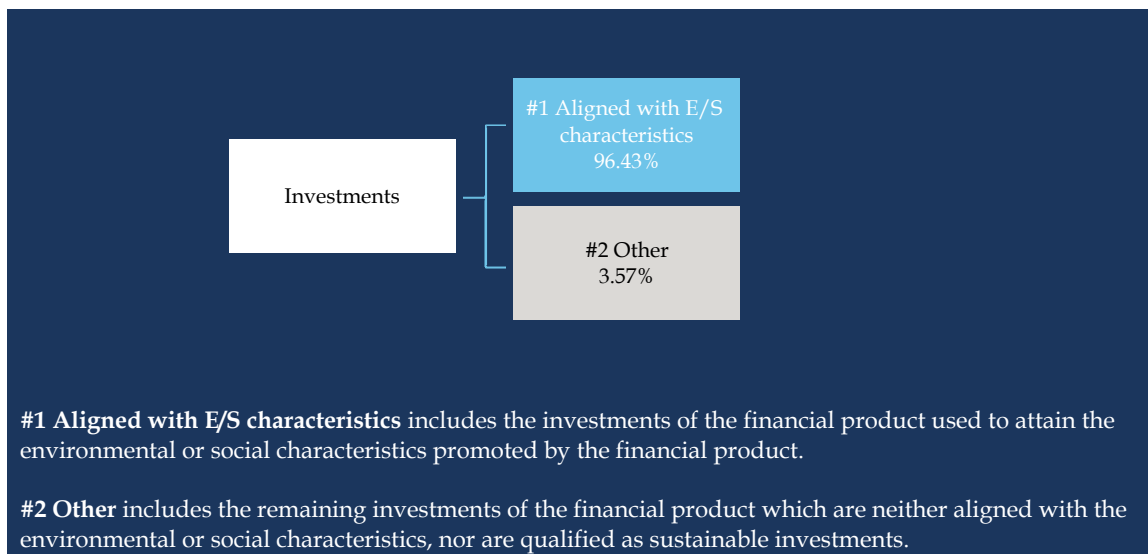 #1 Aligned with E/S
characteristics
96.43%
Investments
#2 Other
3.57%
#1 Aligned with E/S characteristics includes the investments of the financial product used to attain the
environmental or social characteristics promoted by the financial product.
#2 Other includes the remaining investments of the financial product which are neither aligned with the
environmental or social characteristics, nor are qualified as sustainable investments.